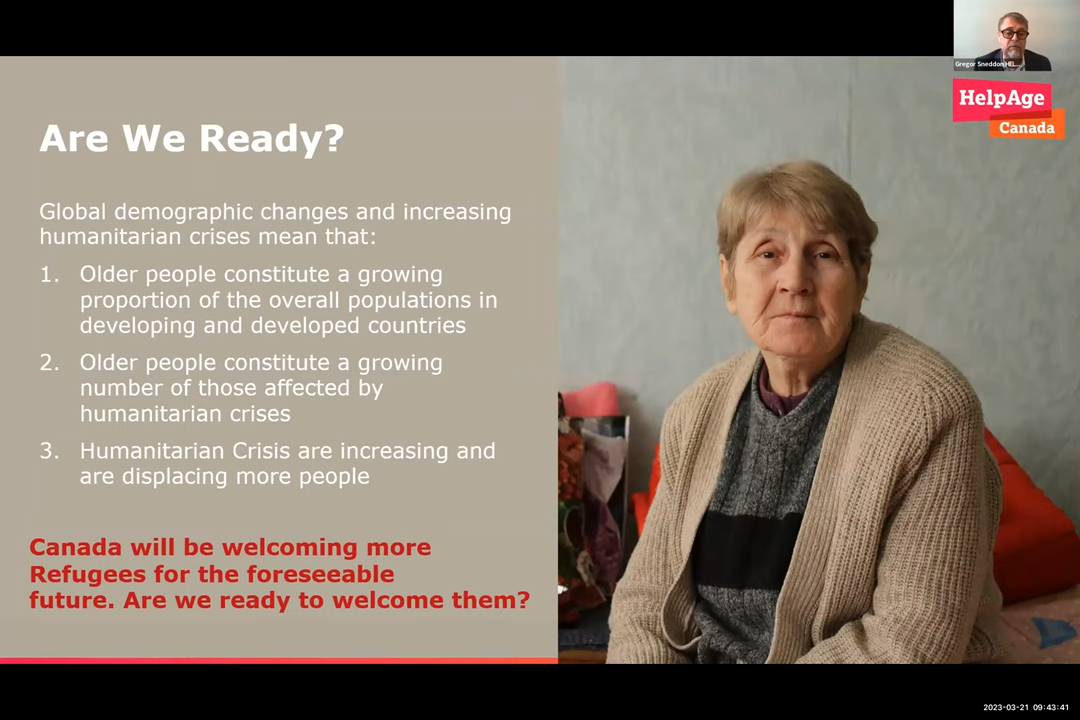 Gregor Sneddon HEL...
HelpAge
Canada
Are We Ready?
Global demographic changes and increasing
humanitarian crises mean that:
1. Older people constitute a growing
proportion of the overall populations in
developing and developed countries
2. Older people constitute a growing
number of those affected by
humanitarian crises
3. Humanitarian Crisis are increasing and
are displacing more people
Canada will be welcoming more
Refugees for the foreseeable
future. Are we ready to welcome them?
2023-03-21 09:43:41